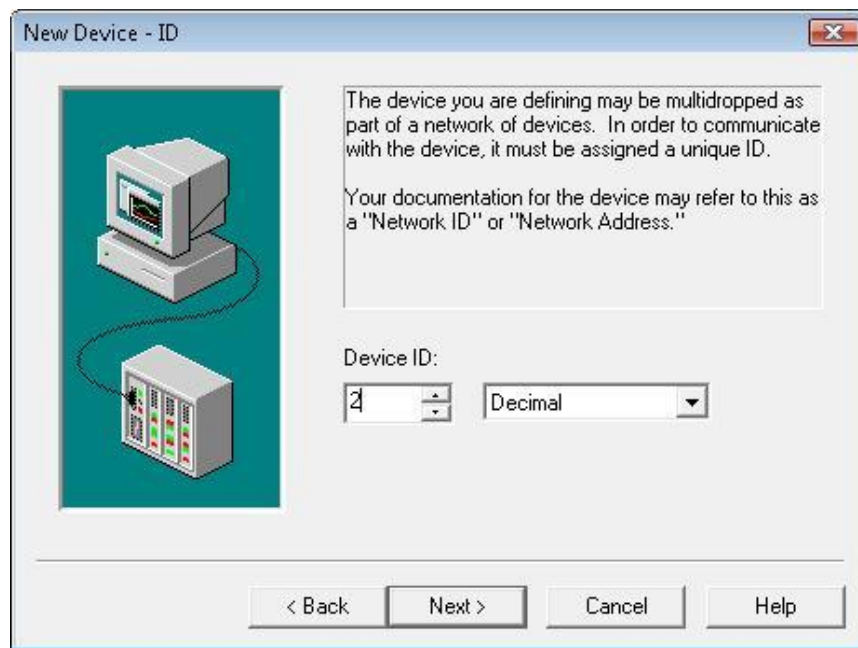 New Device - ID
The device you are defining may be multidropped as
part of a network of devices.  In order to communicate
with the device, it must be assigned a unique ID.
Your documentation for the device may refer to this as
a "Network ID" or "Network Address."
Device ID:
2 Decimal
< Back Next > Cancel Help